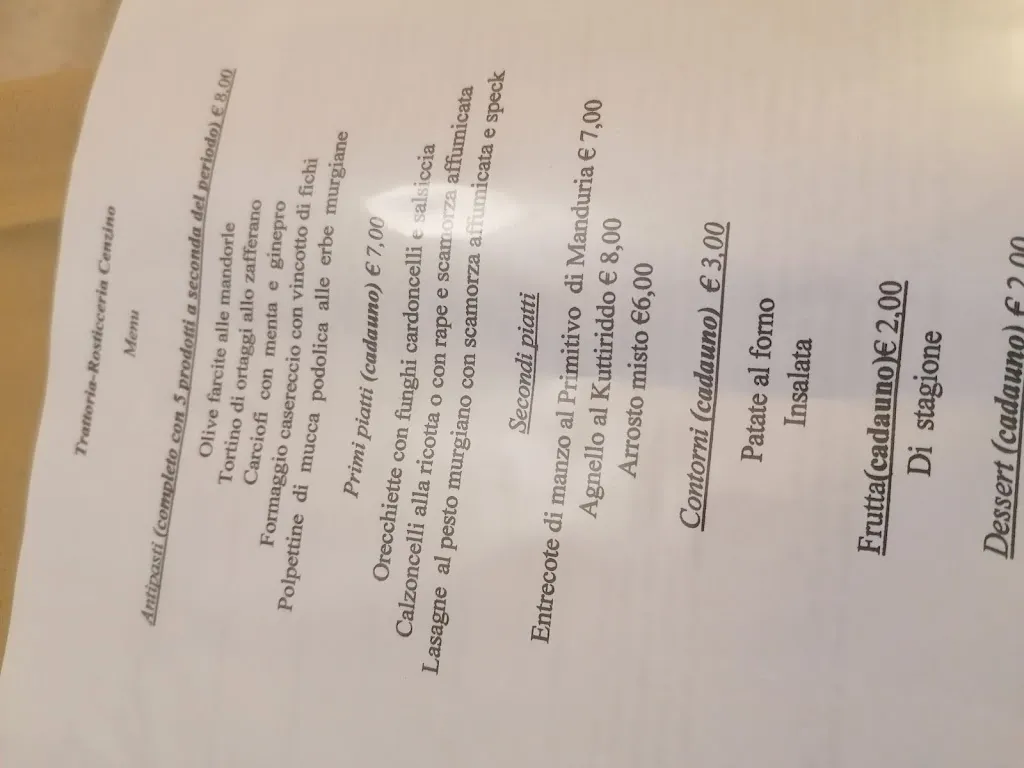 Trattoria-Rosticceria Cenzino
Menu
Antipasti (completo con 5 prodotti a seconda del periodo) € 8,00
Olive farcite alle mandorle
Tortino di ortaggi allo zafferano
Carciofi con menta e ginepro
Formaggio casereccio con vincotto di fichi
Polpettine di mucca podolica alle erbe murgiane
Primi piatti (cadauno) € 7,00
Orecchiette con funghi cardoncelli e salsiccia
Calzoncelli alla ricotta o con rape e scamorza affumicata
Lasagne al pesto murgiano con scamorza affumicata e speck
Secondi piatti
Entrecote di manzo al Primitivo di Manduria € 7,00
Agnello al Kuttiriddo € 8,00
Arrosto misto €6,00
Contorni (cadauno) € 3,00
Patate al forno
Insalata
Frutta(cadauno)€ 2,00
Di stagione
Dessert (cadauno) € 2,00